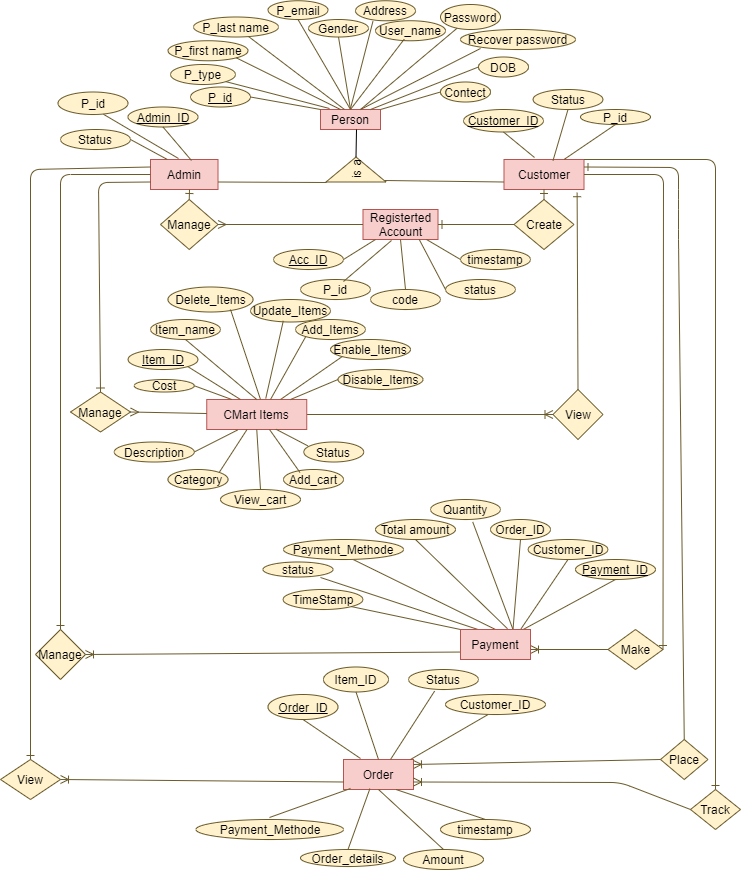 P_email
Address
P_last name
Gender
User_name
Password
P_first name
Recover password
P_type
DOB
P_id
Contect
Person
P_id
Admin_ID
Status
is a
Customer_ID
Status
P_id
Admin
Customer
Manage
Registerted
Account
Create
Acc_ID
P_id
code
status
timestamp
Delete_Items
Update_Items
Item_name
Add_Items
Item_ID
Enable_Items
Cost
Disable_Items
Manage
CMart Items
View
Description
Category
View_cart
Add_cart
Status
Quantity
Total amount
Order_ID
Payment_Methode
Customer_ID
status
Payment_ID
TimeStamp
Manage
Payment
Make
Item_ID
Status
Order_ID
Customer_ID
View
Order
Place
Track
Payment_Methode
Order_details
Amount
timestamp